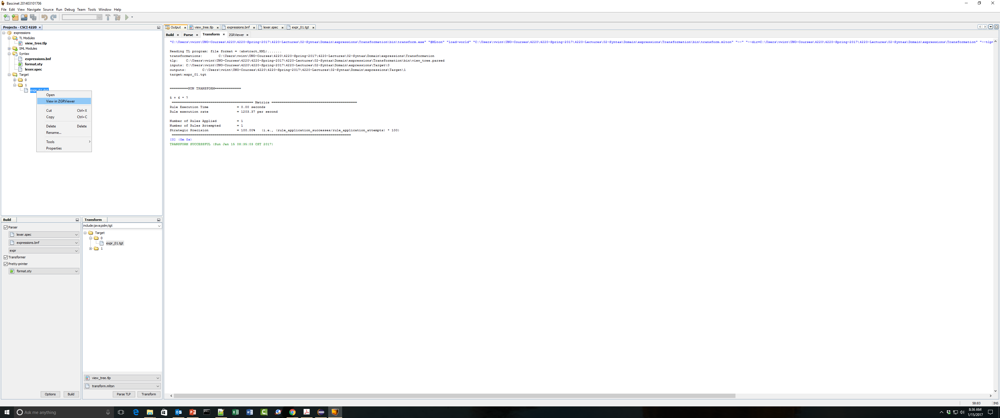 Bascinet 201403101706
File Edit View Navigate Source Run Debug Team Tools Window Help
Projects - CSCI 4220
expressions
TL Modules
view_tree.tlp
SML Modules
Syntax
expressions.bnf
format.sty
lexer.spec
Target
0
1
expr_01.dot
Open
View in ZGRViewer
Cut Ctrl+X
Copy Ctrl+C
Delete Delete
Rename...
Tools
Properties
Output view_tree.tlp expressions.bnf lexer.spec expr_01.tgt
Build Parse Transform ZGRViewer
"C:\Users\vwint\UNO-Courses\4220\4220-Spring-2017\4220-Lectures\02-Syntax\Domain\expressions\Transformation\bin\transform.exe" "@MLton" "load-world" "C:\Users\vwint\UNO-Courses\4220\4220-Spring-2017\4220-Lectures\02-Syntax\Domain\expressions\Transformation\bin\transform.mlton" "--" "--dir=C:\Users\vwint\UNO-Courses\4220\4220-Spring-2017\4220-Lectures\02-Syntax\Domain\expressions\Transformation" "--tlp=
Reading TL program: file format = (abstract,XML).......
transformations: C:\Users\vwint\UNO-Courses\4220\4220-Spring-2017\4220-Lectures\02-Syntax\Domain\expressions\Transformation
tlp: C:\Users\vwint\UNO-Courses\4220\4220-Spring-2017\4220-Lectures\02-Syntax\Domain\expressions\Transformation\bin\view_tree.parsed
inputs: C:\Users\vwint\UNO-Courses\4220\4220-Spring-2017\4220-Lectures\02-Syntax\Domain\expressions\Target\0
outputs: C:\Users\vwint\UNO-Courses\4220\4220-Spring-2017\4220-Lectures\02-Syntax\Domain\expressions\Target\1
target:expr_01.tgt
=========RUN TRANSFORM=============
5 + 6 * 7
======================================== Metrics ==========================================
Rule Execution Time = 0.00 seconds
Rule execution rate = 1203.37 per second
Number of Rules Applied = 1
Number of Rules Attempted = 1
Strategic Precision = 100.00% (i.e., (rule_application_successes/rule_application_attempts) * 100)
========================================================================================
[0] (0m 0s)
TRANSFORM SUCCESSFUL (Sun Jan 15 08:35:03 CST 2017)
Build
Parser
lexer.spec
expressions.bnf
expr
Transformer
Pretty-printer
format.sty
Options Build
Transform
include:java;pdm;tgt
Target
0
expr_01.tgt
1
view_tree.tlp
transform.mlton
Parse TLP Transform
58:83 INS
Ask me anything
8:36 AM
1/15/2017